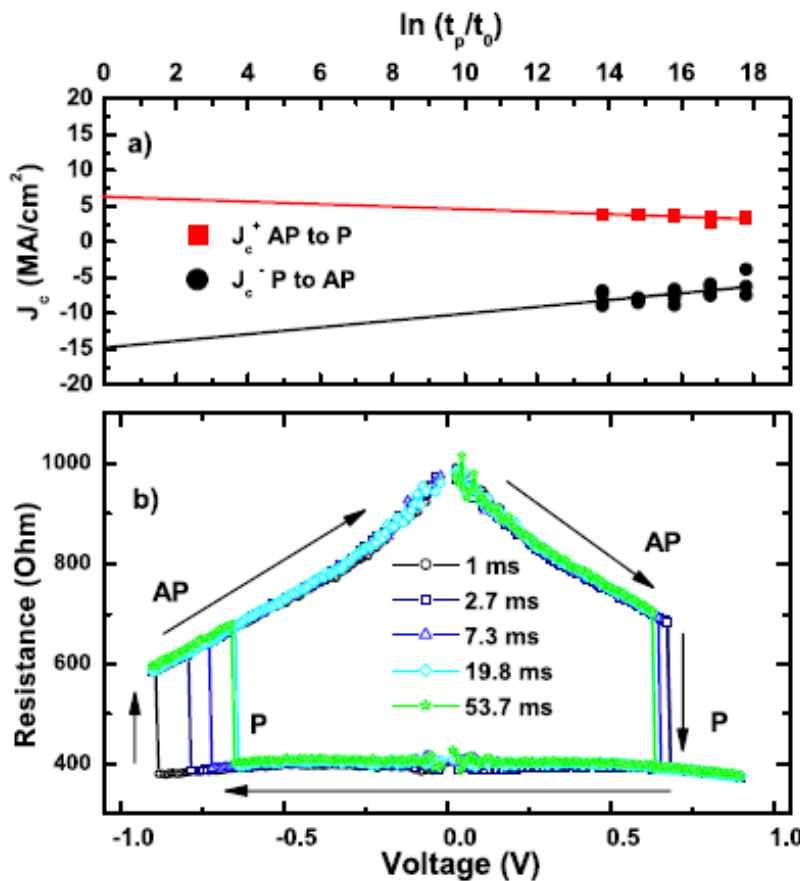 ln (t_p/t_0)
0 2 4 6 8 10 12 14 16 18
20
15
a)
10
5
0
J_c^+ AP to P
-5
J_c^- P to AP
-10
-15
-20
J_c (MA/cm^2)
b)
1000
AP
AP
800
1 ms
2.7 ms
7.3 ms
19.8 ms
600
53.7 ms
P
P
400
Resistance (Ohm)
-1.0 -0.5 0.0 0.5 1.0
Voltage (V)